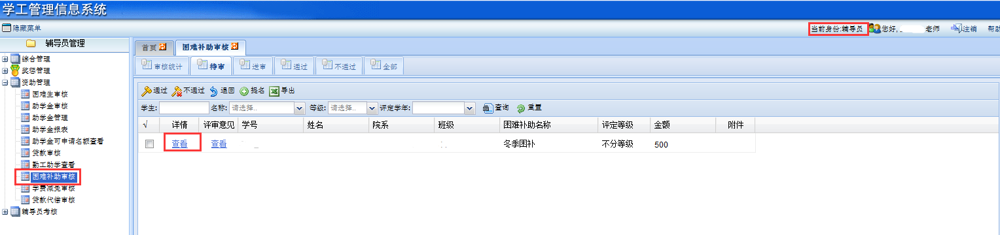 学工管理信息系统
隐藏菜单 当前身份:辅导员 您好, 老师 注销 帮助
辅导员管理
首页 困难补助审核
综合管理
奖惩管理
资助管理
困难生审核
助学金审核
助学金管理
助学金报表
助学金可申请名额查看
贷款审核
勤工助学查看
困难补助审核
学费减免审核
贷款代偿审核
辅导员考核
审核统计 待审 送审 通过 不通过 全部
通过 不通过 退回 提名 导出
学生: 名称: 请选择.. 等级: 请选择.. 评定学年: 查询 重置
√ 详情 评审意见 学号 姓名 院系 班级 困难补助名称 评定等级 金额 附件
查看 查看 冬季困补 不分等级 500